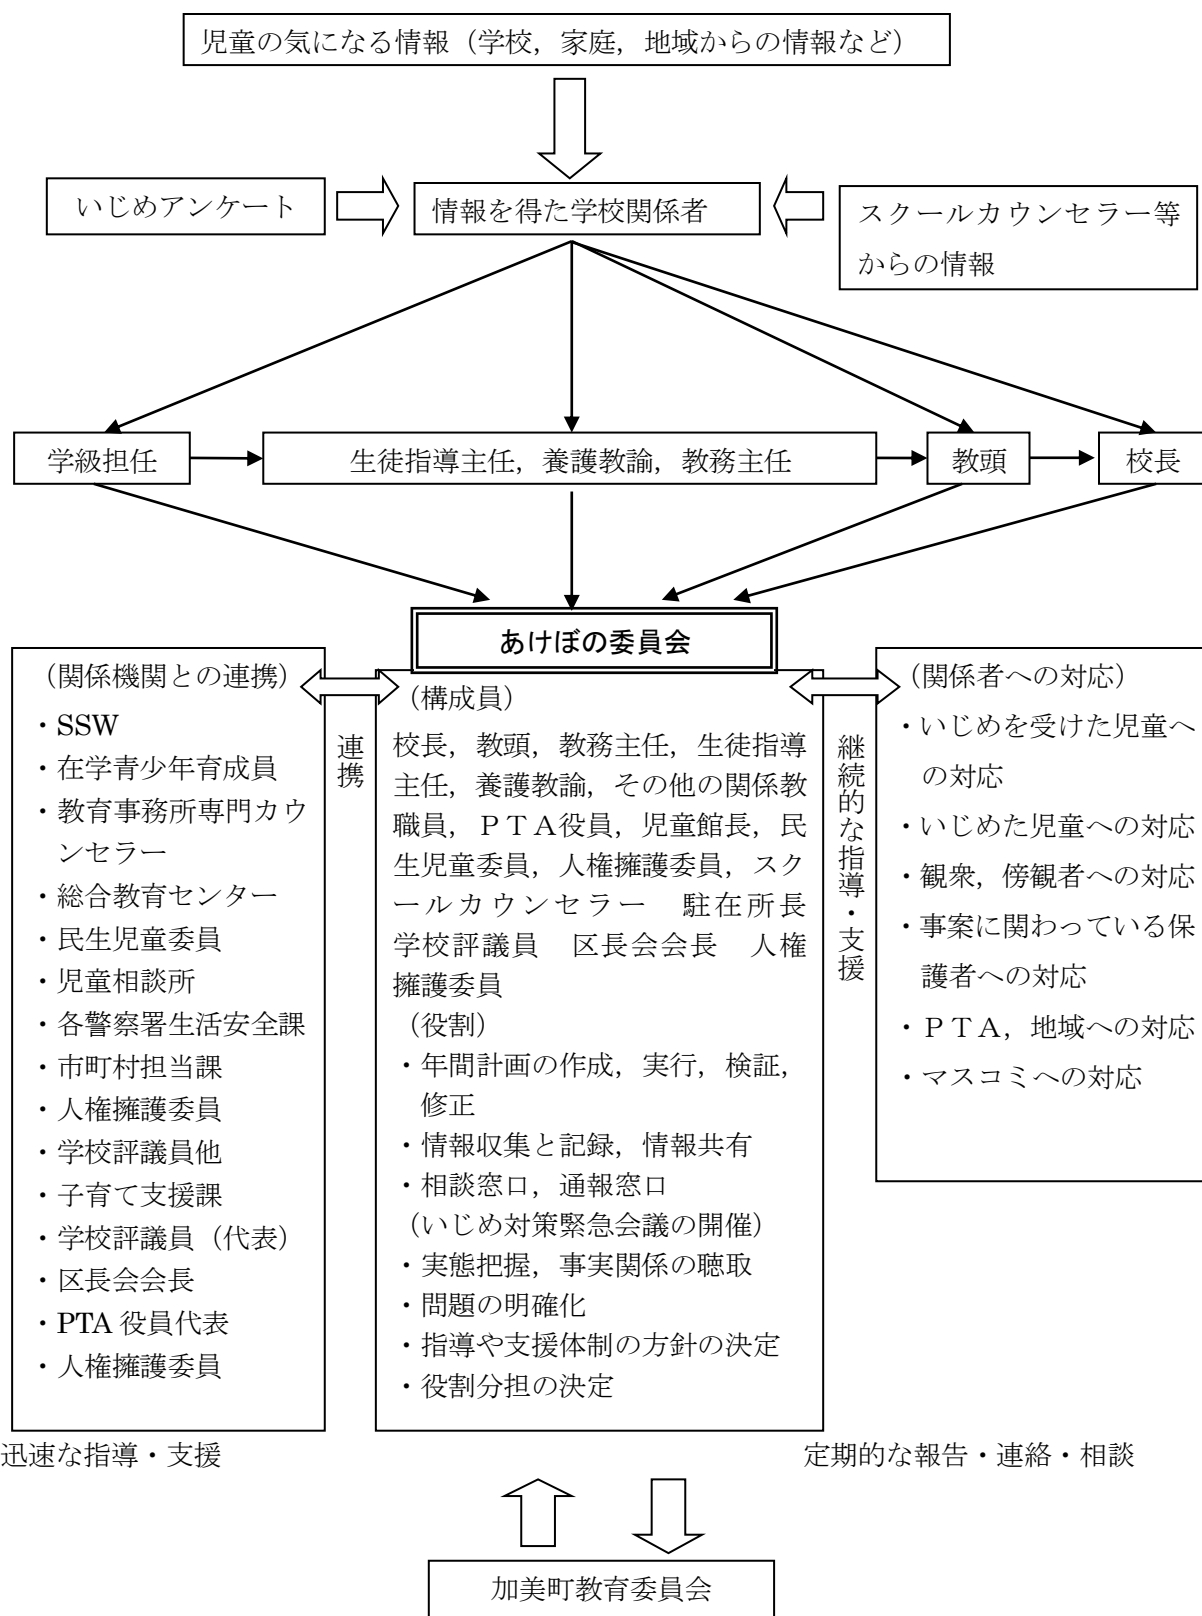 児童の気になる情報（学校，家庭，地域からの情報など）
いじめアンケート
情報を得た学校関係者
スクールカウンセラー等
からの情報
学級担任
生徒指導主任，養護教諭，教務主任
教頭
校長
あけぼの委員会
（関係機関との連携）
・SSW
・在学青少年育成員
・教育事務所専門カウ
ンセラー
・総合教育センター
・民生児童委員
・児童相談所
・各警察署生活安全課
・市町村担当課
・人権擁護委員
・学校評議員他
・子育て支援課
・学校評議員（代表）
・区長会会長
・PTA 役員代表
・人権擁護委員
連携
（構成員）
校長，教頭，教務主任，生徒指導
主任，養護教諭，その他の関係教
職員，ＰＴＡ役員，児童館長，民
生児童委員，人権擁護委員，スク
ールカウンセラー　駐在所長
学校評議員　区長会会長　人権
擁護委員
（役割）
・年間計画の作成，実行，検証，
修正
・情報収集と記録，情報共有
・相談窓口，通報窓口
（いじめ対策緊急会議の開催）
・実態把握，事実関係の聴取
・問題の明確化
・指導や支援体制の方針の決定
・役割分担の決定
継続的な指導・支援
（関係者への対応）
・いじめを受けた児童へ
の対応
・いじめた児童への対応
・観衆，傍観者への対応
・事案に関わっている保
護者への対応
・ＰＴＡ，地域への対応
・マスコミへの対応
迅速な指導・支援
定期的な報告・連絡・相談
加美町教育委員会